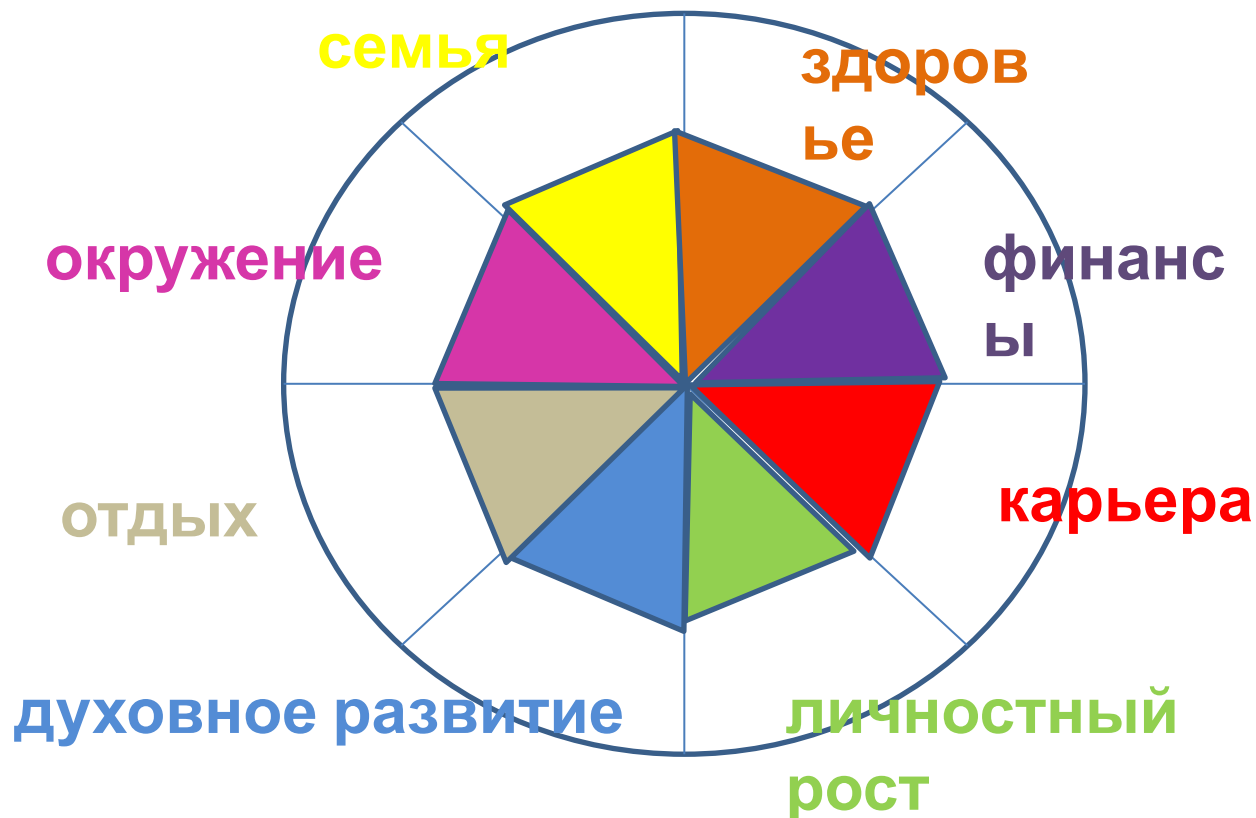 семья
здоров
ье
окружение
финанс
ы
отдых
карьера
духовное развитие
личностный
рост